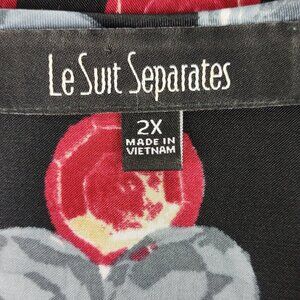 Le Suit Separates
2X
MADE IN
VIETNAM